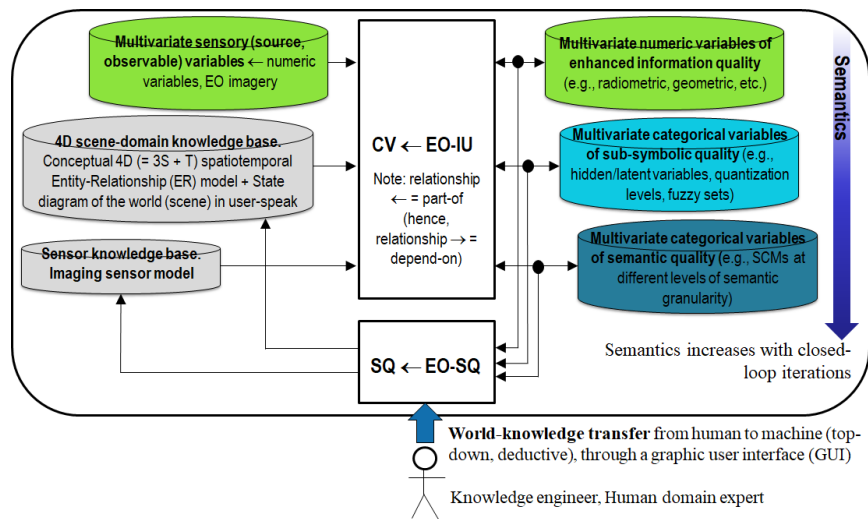 Multivariate sensory (source,
observable) variables ← numeric
variables, EO imagery
4D scene-domain knowledge base.
Conceptual 4D (= 3S + T) spatiotemporal
Entity-Relationship (ER) model + State
diagram of the world (scene) in user-speak
Sensor knowledge base.
Imaging sensor model
CV ← EO-IU
Note: relationship
← = part-of
(hence,
relationship → =
depend-on)
SQ ← EO-SQ
Multivariate numeric variables of
enhanced information quality
(e.g., radiometric, geometric, etc.)
Multivariate categorical variables
of sub-symbolic quality (e.g.,
hidden/latent variables, quantization
levels, fuzzy sets)
Multivariate categorical variables
of semantic quality (e.g., SCMs at
different levels of semantic
granularity)
Semantics
Semantics increases with closed-
loop iterations
World-knowledge transfer from human to machine (top-
down, deductive), through a graphic user interface (GUI)
Knowledge engineer, Human domain expert